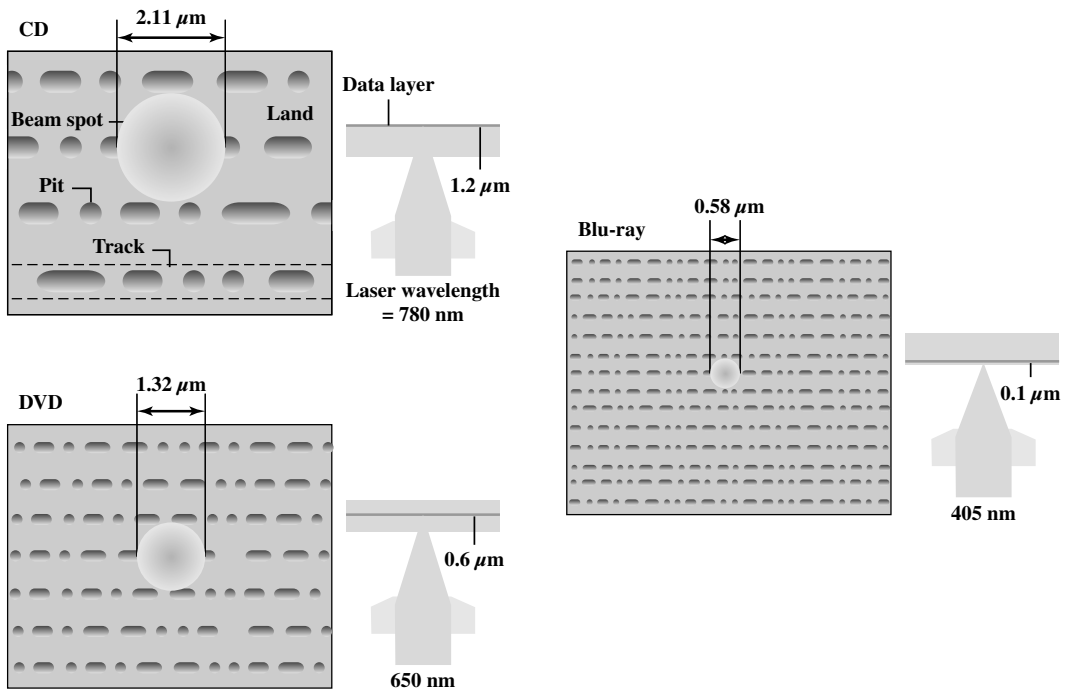 CD
2.11 μm
Data layer
Beam spot
Land
1.2 μm
Pit
Track
Laser wavelength
= 780 nm
DVD
1.32 μm
0.6 μm
650 nm
Blu-ray
0.58 μm
0.1 μm
405 nm